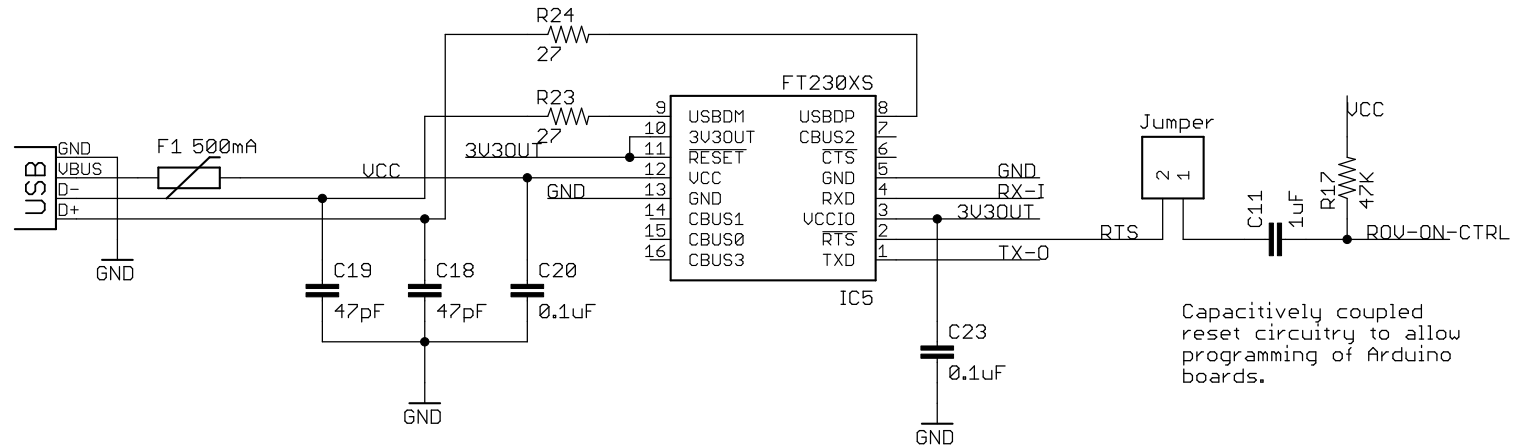 R24
27
FT230XS
R23
27
9 USBDM USBDP 8
10 3V3OUT CBUS2 7
11 RESET CTS 6
12 VCC GND 5
13 GND RXD 4
14 CBUS1 VCCIO 3
15 CBUS0 RTS 2
16 CBUS3 TXD 1
IC5
USB
GND
VBUS
D-
D+
F1 500mA
VCC
3V3OUT
GND
GND
GND
RX-I
3V3OUT
RTS
TX-O
Jumper
2 1
VCC
R17
47K
C11
1uF
ROV-ON-CTRL
C19
47pF
C18
47pF
C20
0.1uF
GND
C23
0.1uF
GND
Capacitively coupled
reset circuitry to allow
programming of Arduino
boards.